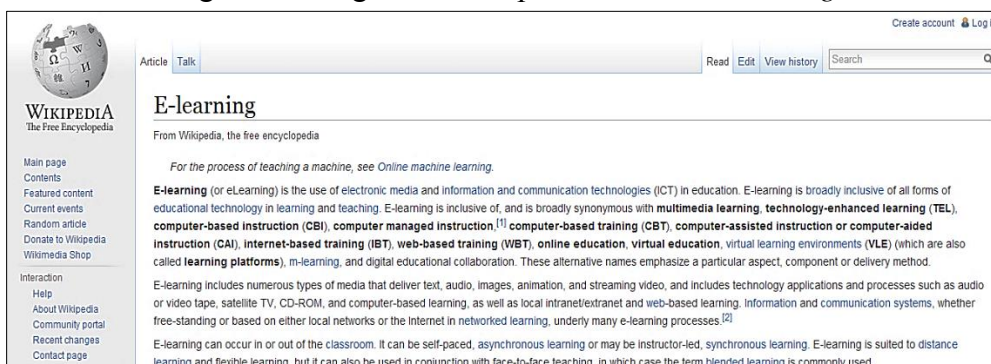 Create account Log i
Article Talk
Read Edit View history Search
WIKIPEDIA
The Free Encyclopedia
Main page
Contents
Featured content
Current events
Random article
Donate to Wikipedia
Wikimedia Shop
Interaction
Help
About Wikipedia
Community portal
Recent changes
Contact page
E-learning
From Wikipedia, the free encyclopedia
For the process of teaching a machine, see Online machine learning.
E-learning (or eLearning) is the use of electronic media and information and communication technologies (ICT) in education. E-learning is broadly inclusive of all forms of
educational technology in learning and teaching. E-learning is inclusive of, and is broadly synonymous with multimedia learning, technology-enhanced learning (TEL),
computer-based instruction (CBI), computer managed instruction,[1] computer-based training (CBT), computer-assisted instruction or computer-aided
instruction (CAI), internet-based training (IBT), web-based training (WBT), online education, virtual education, virtual learning environments (VLE) (which are also
called learning platforms), m-learning, and digital educational collaboration. These alternative names emphasize a particular aspect, component or delivery method.
E-learning includes numerous types of media that deliver text, audio, images, animation, and streaming video, and includes technology applications and processes such as audio
or video tape, satellite TV, CD-ROM, and computer-based learning, as well as local intranet/extranet and web-based learning. Information and communication systems, whether
free-standing or based on either local networks or the Internet in networked learning, underly many e-learning processes.[2]
E-learning can occur in or out of the classroom. It can be self-paced, asynchronous learning or may be instructor-led, synchronous learning. E-learning is suited to distance
learning and flexible learning, but it can also be used in conjunction with face-to-face teaching, in which case the term blended learning is commonly used.